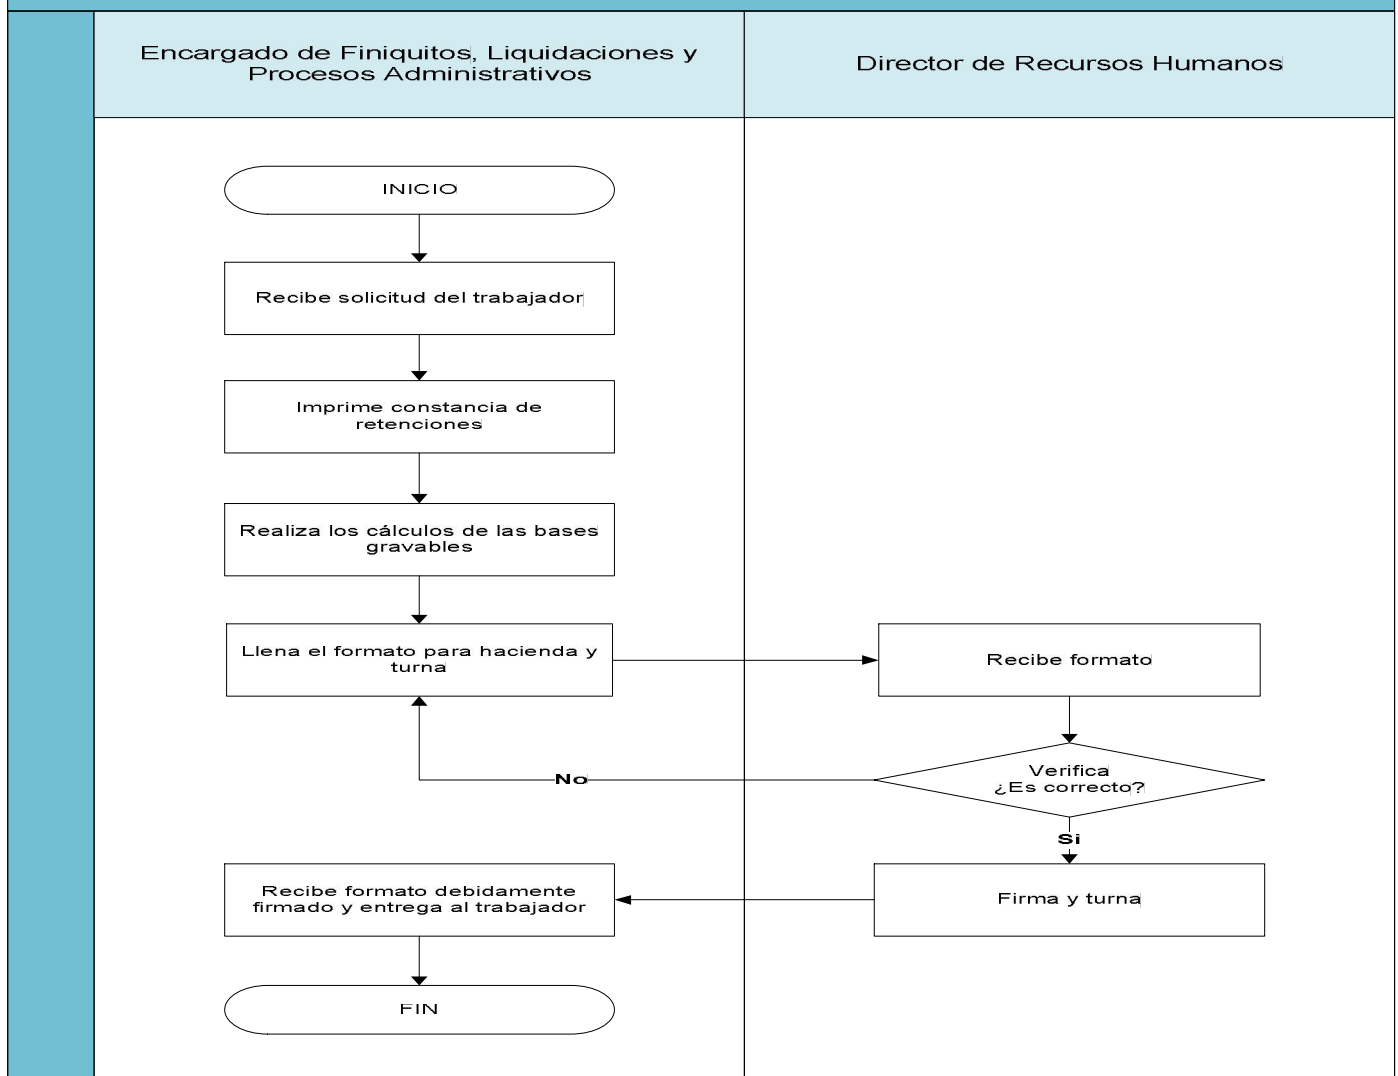 Encargado de Finiquitos, Liquidaciones y
Procesos Administrativos
Director de Recursos Humanos
INICIO
Recibe solicitud del trabajador
Imprime constancia de
retenciones
Realiza los cálculos de las bases
gravables
Llena el formato para hacienda y
turna
Recibe formato
Verifica
¿Es correcto?
No
Si
Firma y turna
Recibe formato debidamente
firmado y entrega al trabajador
FIN